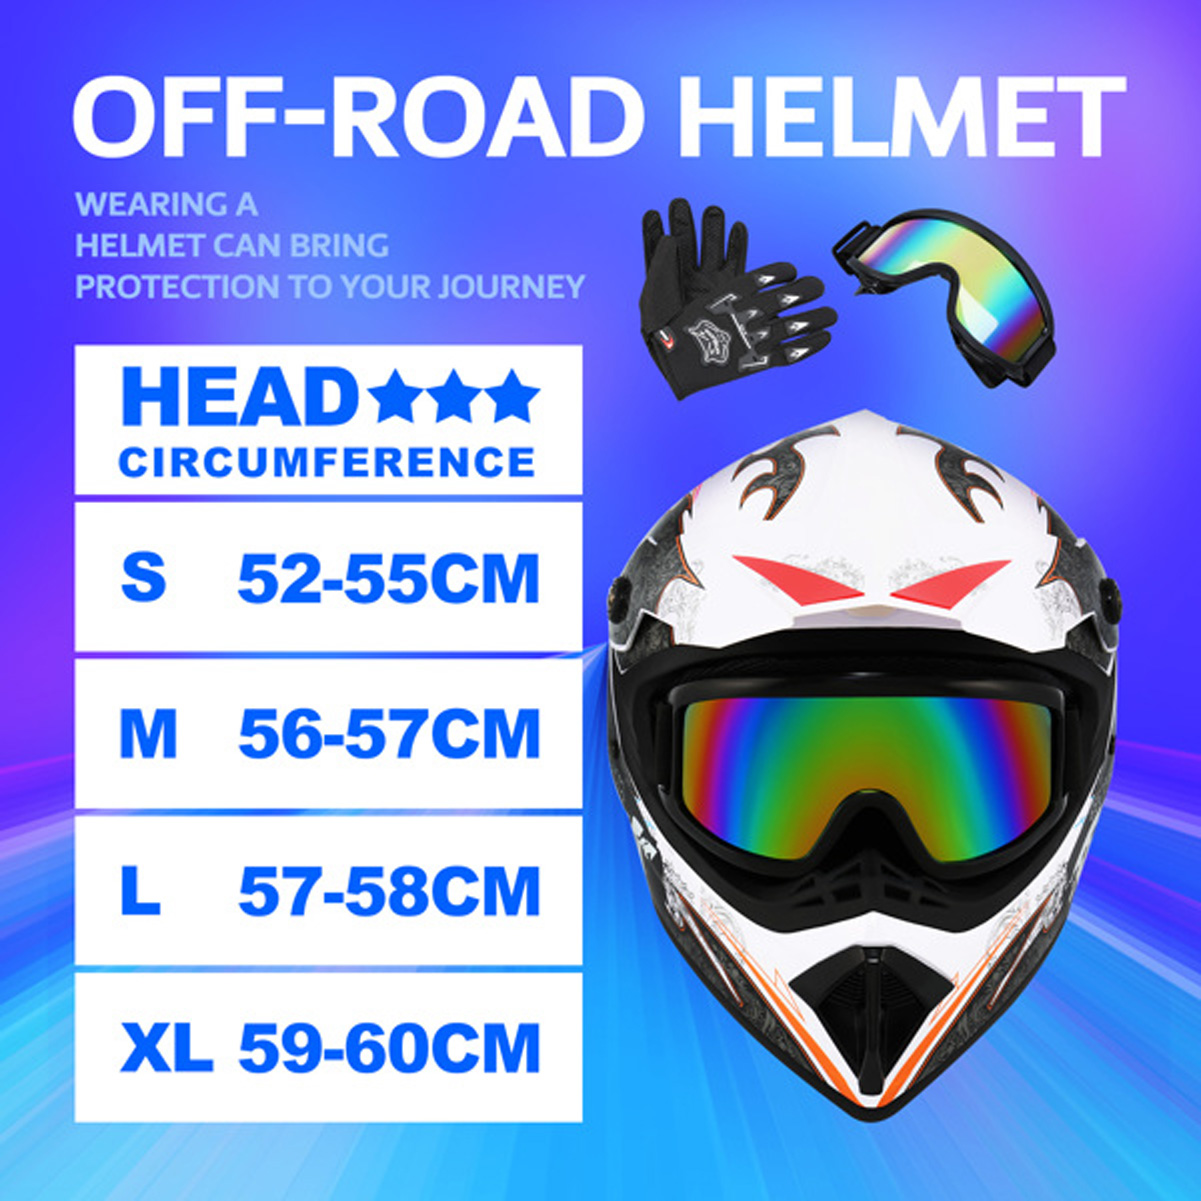 OFF-ROAD HELMET
WEARING A
HELMET CAN BRING
PROTECTION TO YOUR JOURNEY
HEAD★★★
CIRCUMFERENCE
S 52-55CM
M 56-57CM
L 57-58CM
XL 59-60CM